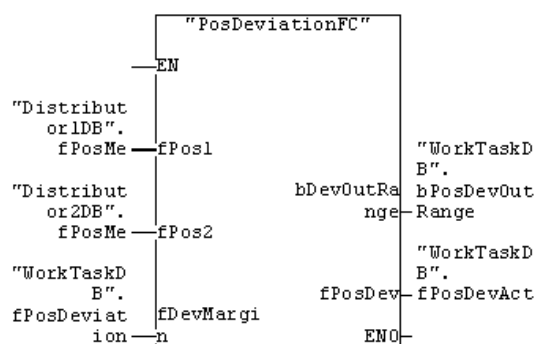 "PosDeviationFC"
EN
"Distribut
or1DB".
fPosMe
fPos1
"Distribut
or2DB".
fPosMe
fPos2
"WorkTaskD
B".
fPosDeviat
ion
fDevMargi
n
bDevOutRa
nge
"WorkTaskD
B".
bPosDevOut
Range
fPosDev
"WorkTaskD
B".
fPosDevAct
ENO